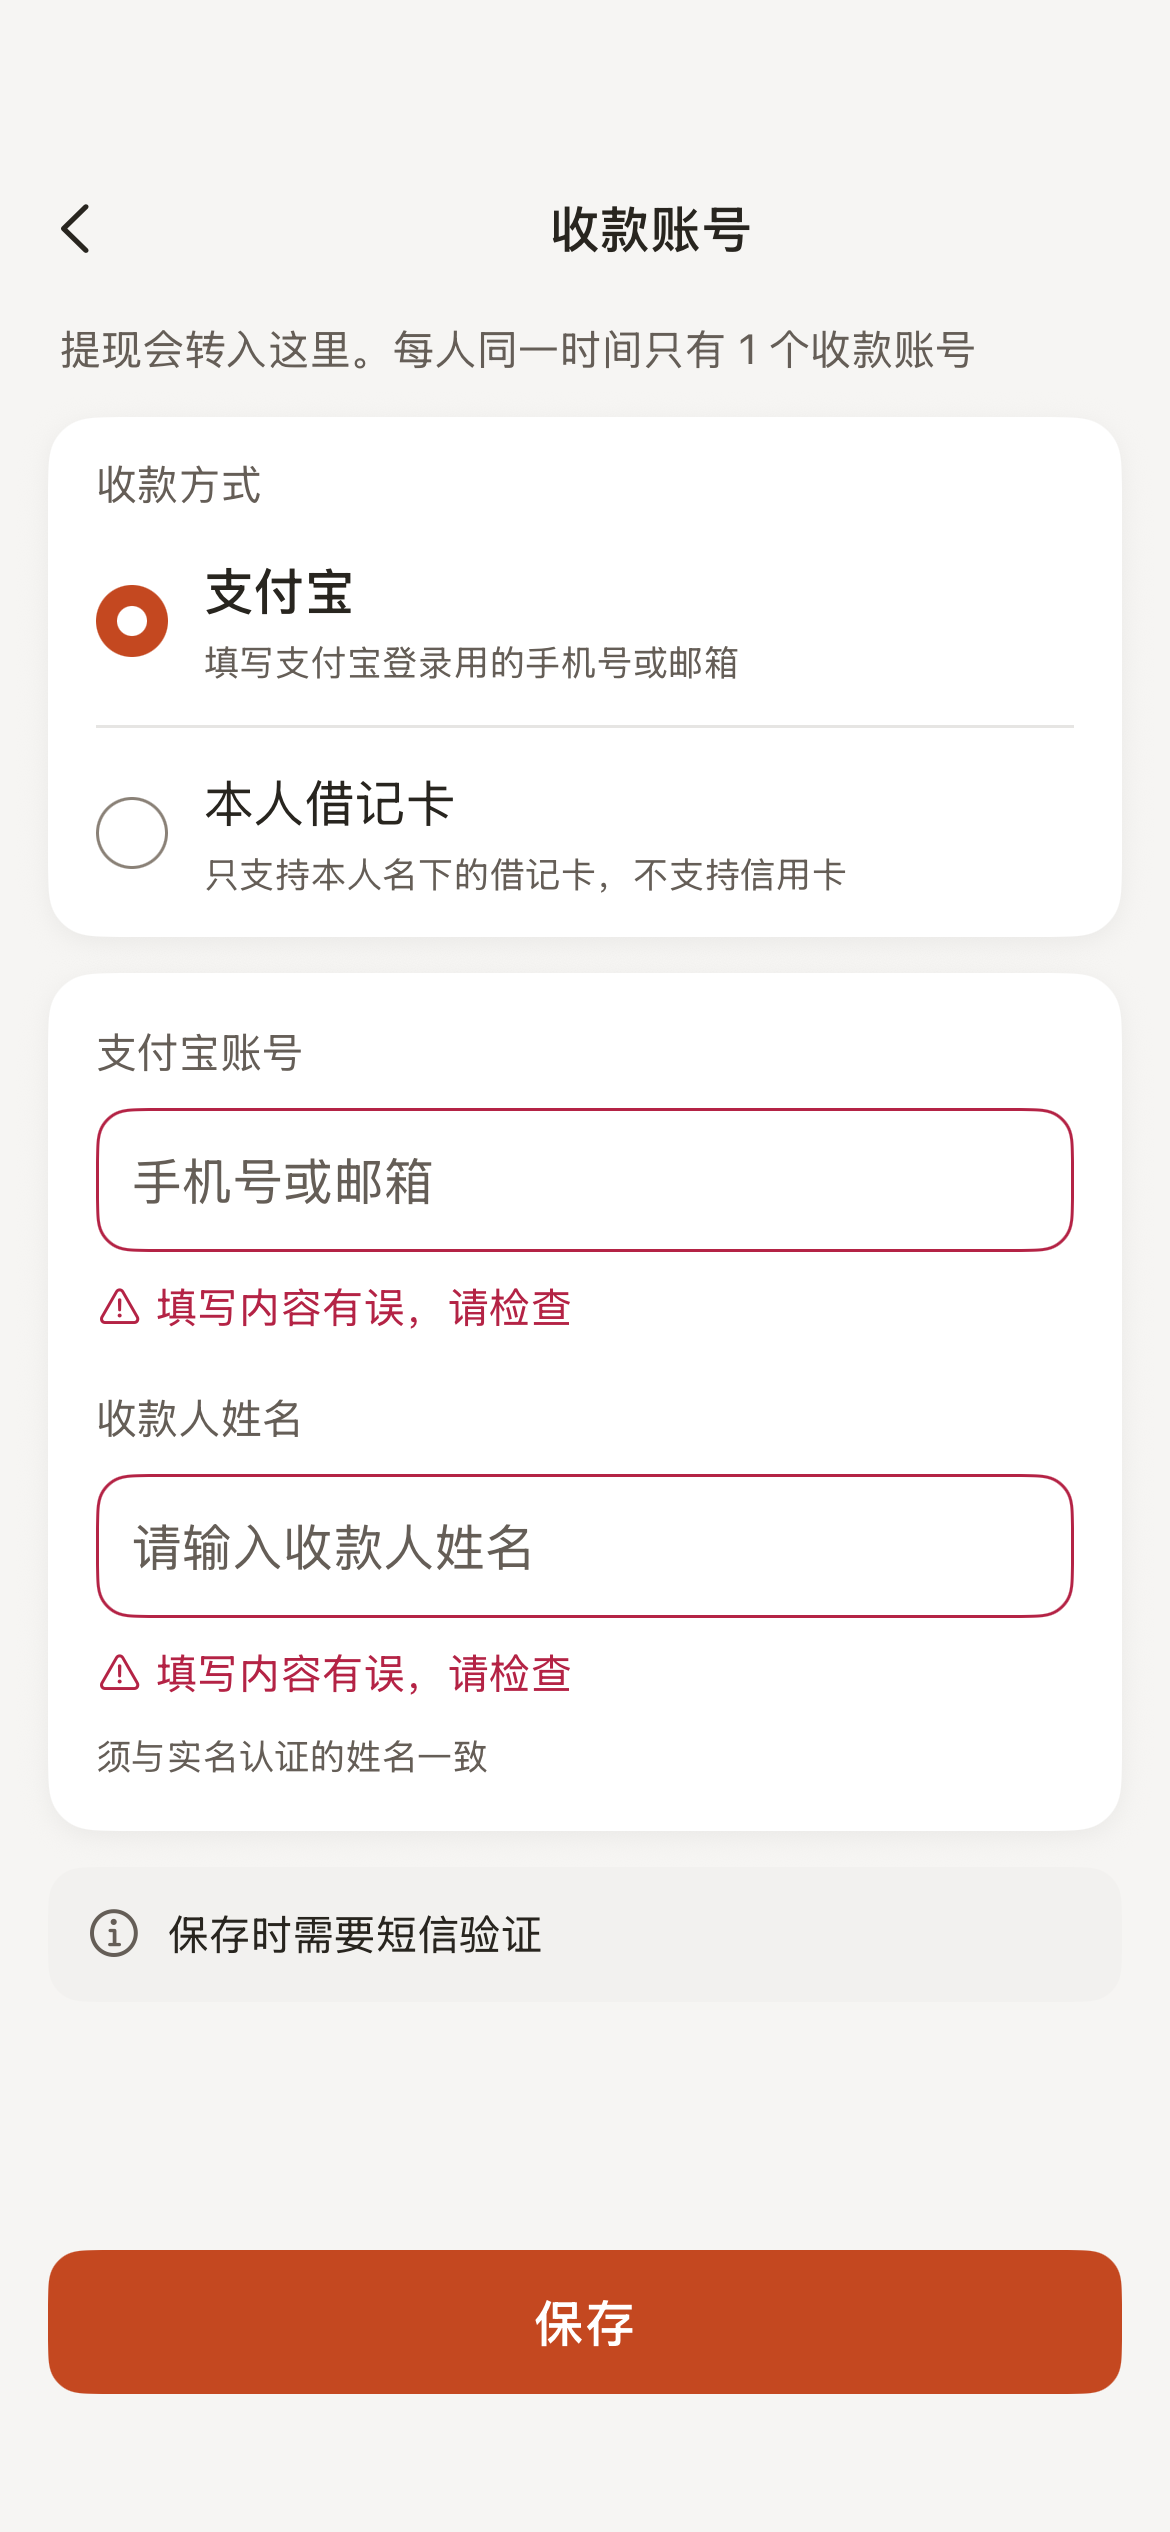 收款账号
提现会转入这里。每人同一时间只有 1 个收款账号
收款方式
支付宝
填写支付宝登录用的手机号或邮箱
本人借记卡
只支持本人名下的借记卡，不支持信用卡
支付宝账号
手机号或邮箱
填写内容有误，请检查
收款人姓名
请输入收款人姓名
填写内容有误，请检查
须与实名认证的姓名一致
保存时需要短信验证
保存